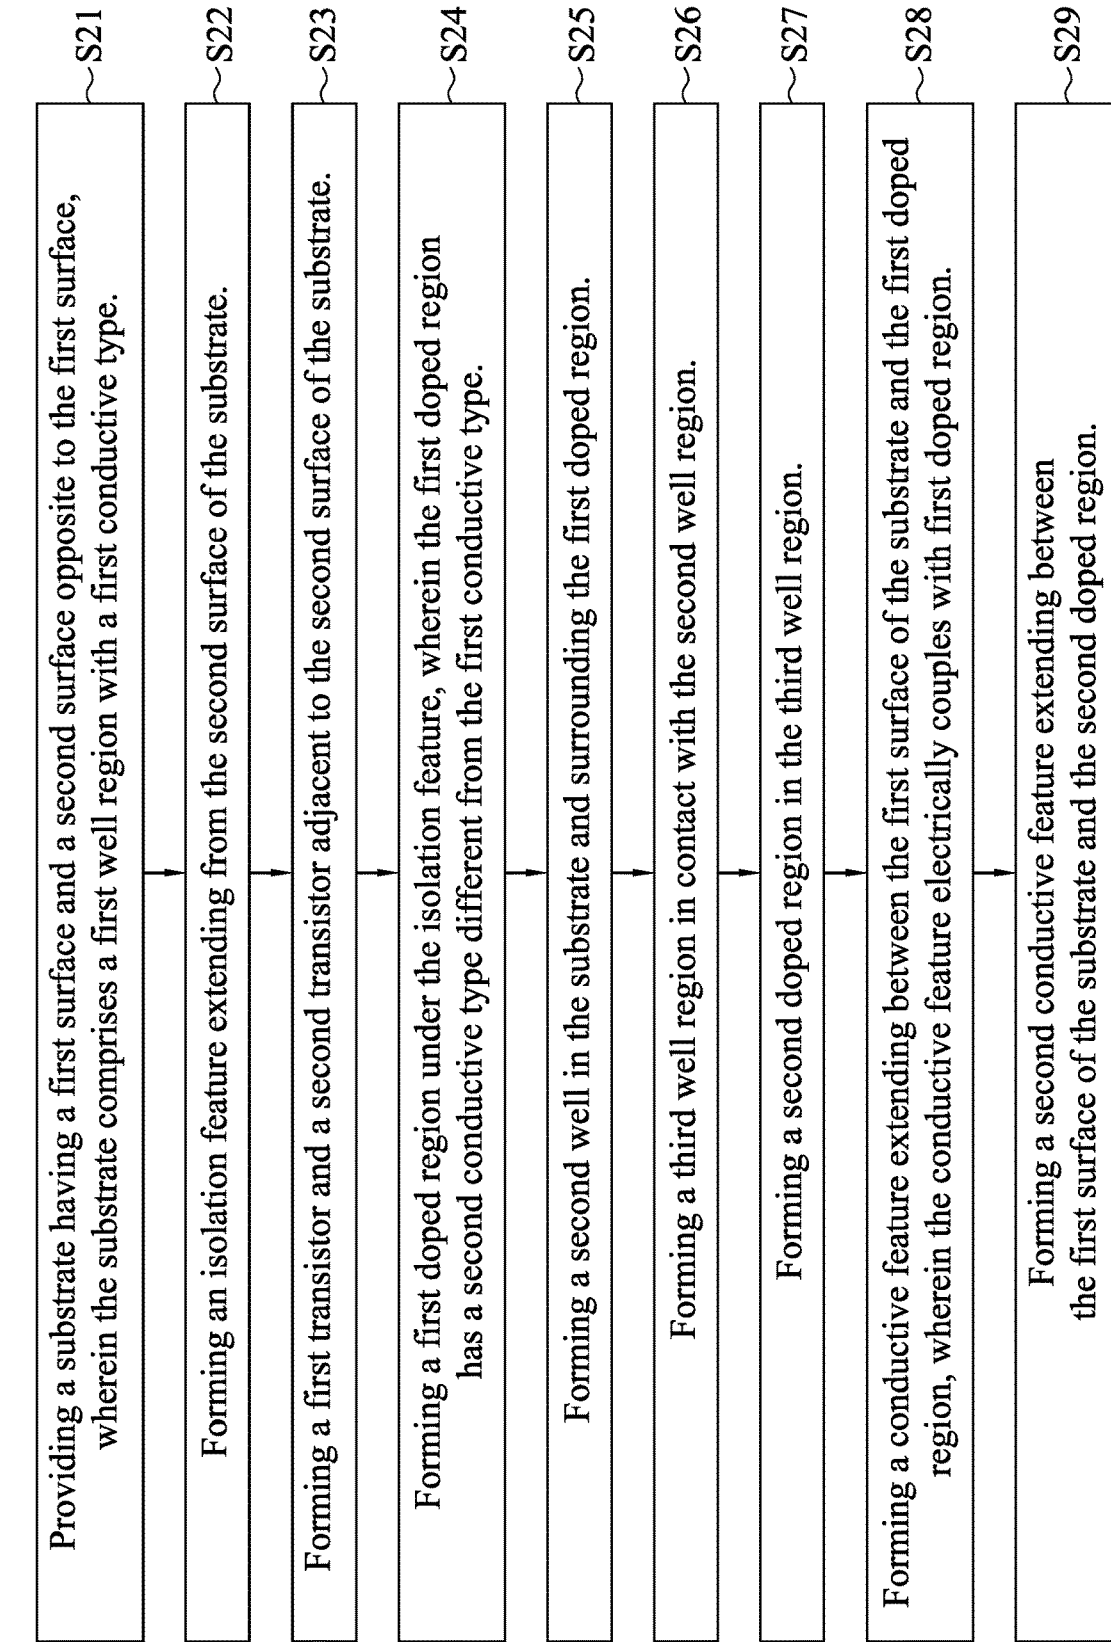 Providing a substrate having a first surface and a second surface opposite to the first surface,
wherein the substrate comprises a first well region with a first conductive type.
S21
Forming an isolation feature extending from the second surface of the substrate.
S22
Forming a first transistor and a second transistor adjacent to the second surface of the substrate.
S23
Forming a first doped region under the isolation feature, wherein the first doped region
has a second conductive type different from the first conductive type.
S24
Forming a second well in the substrate and surrounding the first doped region.
S25
Forming a third well region in contact with the second well region.
S26
Forming a second doped region in the third well region.
S27
Forming a conductive feature extending between the first surface of the substrate and the first doped
region, wherein the conductive feature electrically couples with first doped region.
S28
Forming a second conductive feature extending between
the first surface of the substrate and the second doped region.
S29